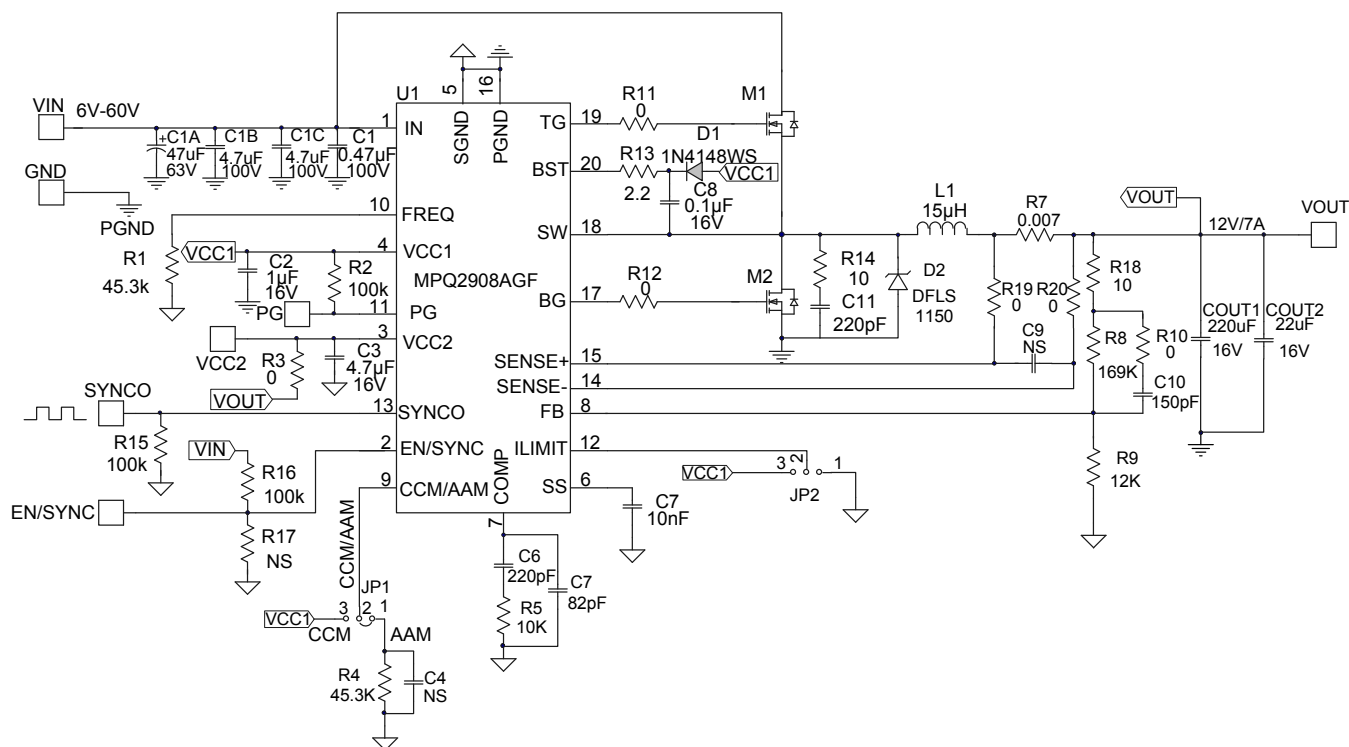 VIN 6V-60V
GND
PGND
+C1A
47uF
63V
C1B
4.7uF
100V
C1C
4.7uF
100V
C1
0.47µF
100V
U1
MPQ2908AGF
1 IN
5 SGND
16 PGND
10 FREQ
4 VCC1
11 PG
3 VCC2
13 SYNCO
2 EN/SYNC
9 CCM/AAM
7 COMP
TG 19
BST 20
SW 18
BG 17
SENSE+ 15
SENSE- 14
FB 8
ILIMIT 12
SS 6
R1
45.3k
VCC1
C2
1µF
16V
R2
100k
PG
VCC2
R3
0
VOUT
C3
4.7µF
16V
SYNCO
R15
100k
VIN
R16
100k
EN/SYNC
R17
NS
CCM/AAM
JP1
VCC1
3 2 1
CCM AAM
R4
45.3K
C4
NS
C6
220pF
R5
10K
C7
82pF
C7
10nF
VCC1
3 2 1
JP2
R11
0
M1
D1
1N4148WS
R13
2.2
VCC1
C8
0.1µF
16V
R12
0
M2
R14
10
C11
220pF
D2
DFLS
1150
L1
15µH
R7
0.007
R19
0
R20
0
C9
NS
VOUT
12V/7A
VOUT
R18
10
R8
169K
R10
0
C10
150pF
R9
12K
COUT1
220uF
16V
COUT2
22uF
16V